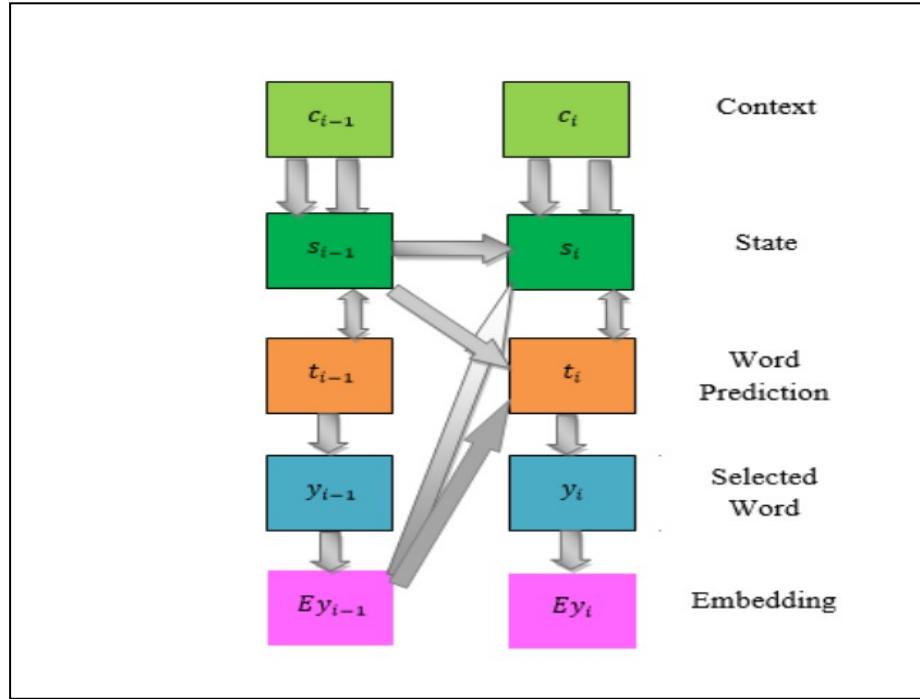 c_{i-1} c_i Context
s_{i-1} s_i State
t_{i-1} t_i Word
Prediction
y_{i-1} y_i Selected
Word
Ey_{i-1} Ey_i Embedding